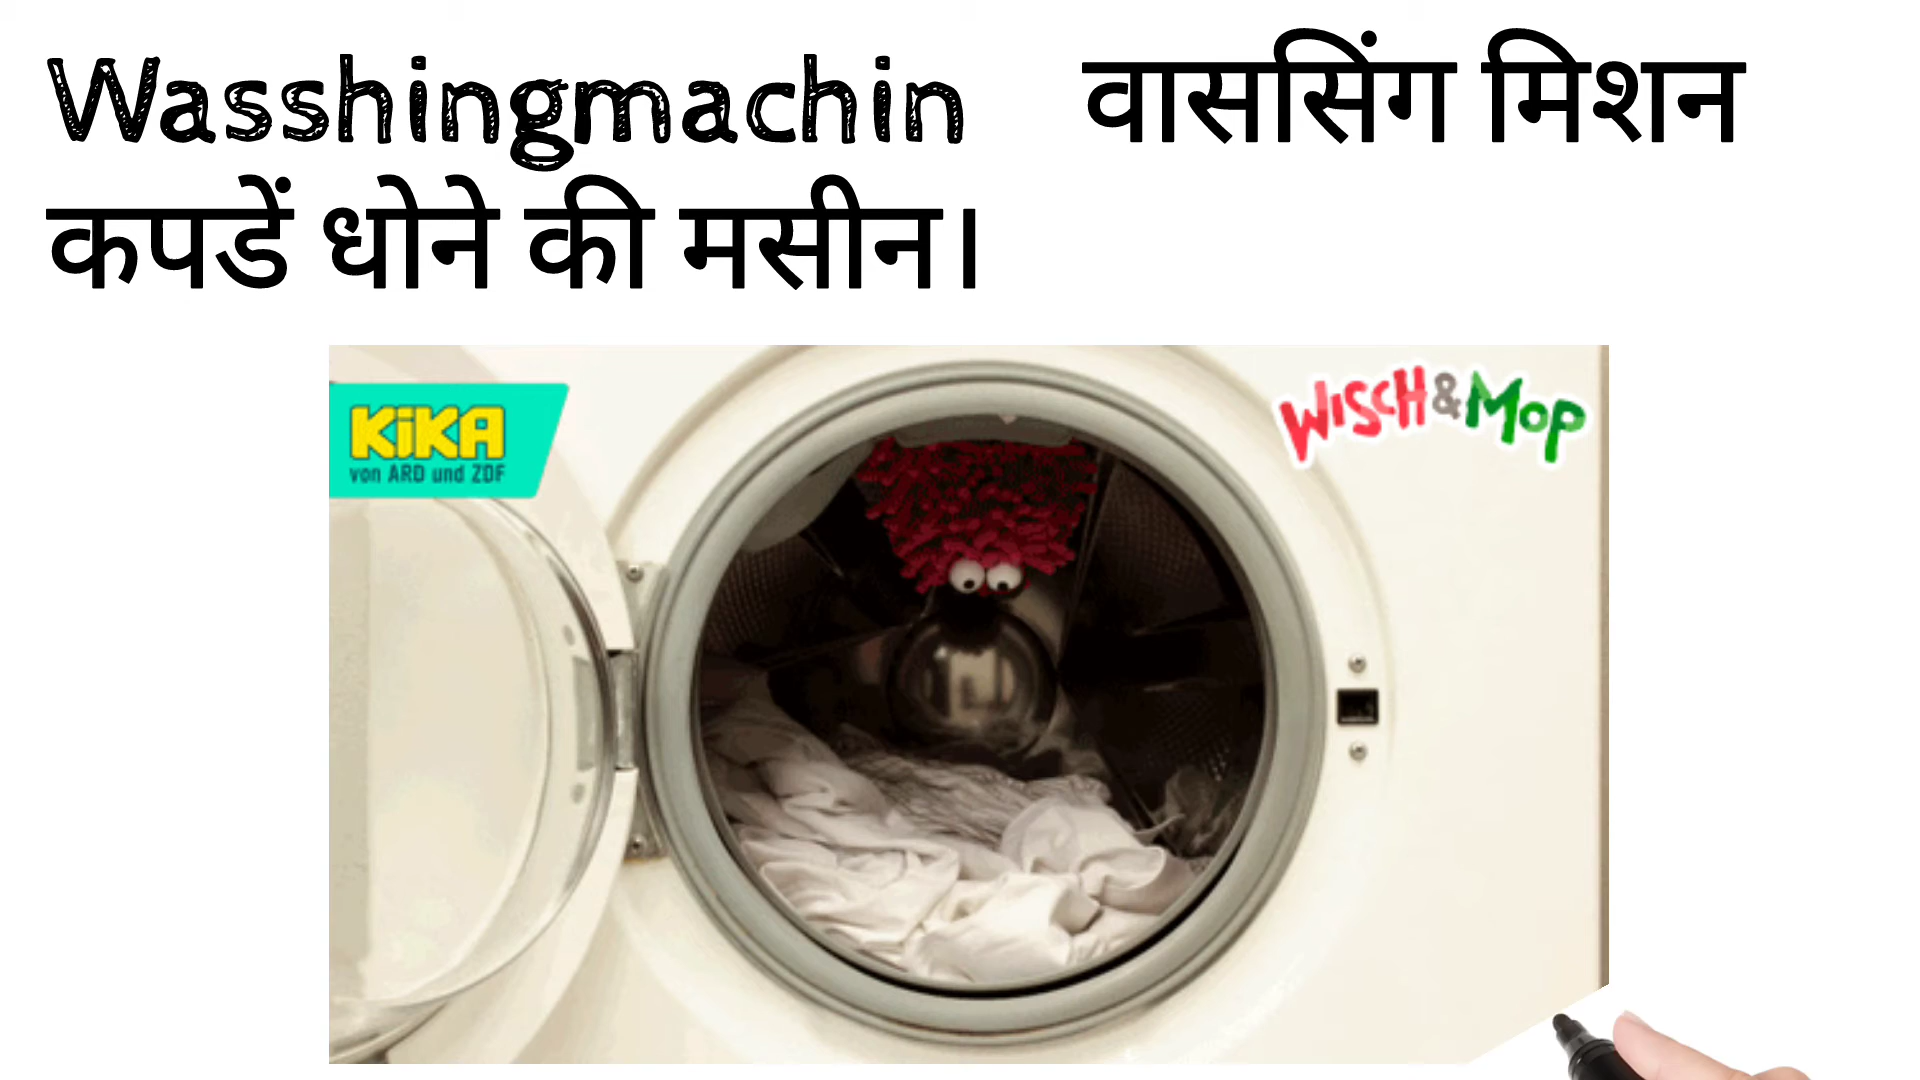 Wasshingmachin वाससिंग मिशन
कपडें धोने की मसीन।
KiKA
von ARD und ZDF
WISCH & MOP